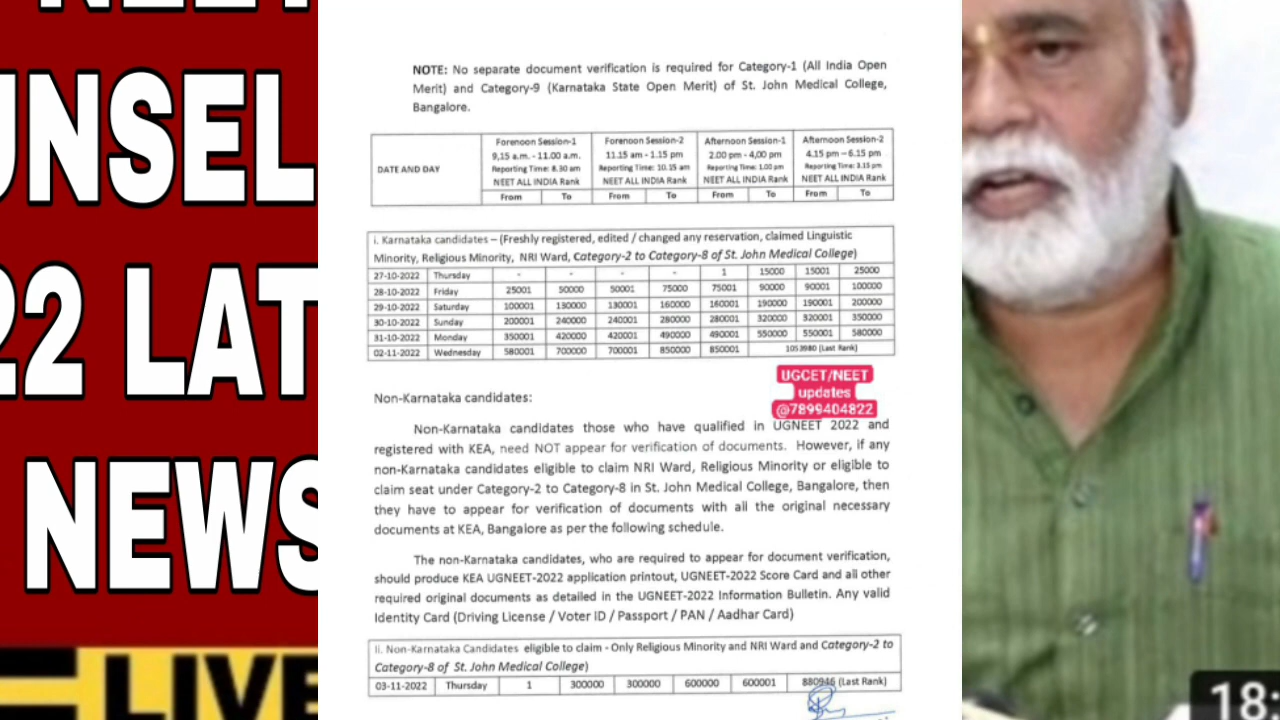 NEET
UNSEL
22 LAT
NEWS
LIVE
NOTE: No separate document verification is required for Category-1 (All India Open
Merit) and Category-9 (Karnataka State Open Merit) of St. John Medical College,
Bangalore.
DATE AND DAY
Forenoon Session-1 Forenoon Session-2 Afternoon Session-1 Afternoon Session-2
9.15 a.m. - 11.00 a.m. 11.15 am - 1.15 pm 2.00 pm - 4.00 pm 4.15 pm – 6.15 pm
Reporting Time: 8.30 am Reporting Time: 10.15 am Reporting Time: 1.00 pm Reporting Time: 3.15 pm
NEET ALL INDIA Rank NEET ALL INDIA Rank NEET ALL INDIA Rank NEET ALL INDIA Rank
From To From To From To From To
i. Karnataka candidates – (Freshly registered, edited / changed any reservation, claimed Linguistic
Minority, Religious Minority, NRI Ward, Category-2 to Category-8 of St. John Medical College)
27-10-2022 Thursday - - - - 1 15000 15001 25000
28-10-2022 Friday 25001 50000 50001 75000 75001 90000 90001 100000
29-10-2022 Saturday 100001 130000 130001 160000 160001 190000 190001 200000
30-10-2022 Sunday 200001 240000 240001 280000 280001 320000 320001 350000
31-10-2022 Monday 350001 420000 420001 490000 490001 550000 550001 580000
02-11-2022 Wednesday 580001 700000 700001 850000 850001 1053980 (Last Rank)
UGCET/NEET
updates
@7899404822
Non-Karnataka candidates:
Non-Karnataka candidates those who have qualified in UGNEET 2022 and
registered with KEA, need NOT appear for verification of documents. However, if any
non-Karnataka candidates eligible to claim NRI Ward, Religious Minority or eligible to
claim seat under Category-2 to Category-8 in St. John Medical College, Bangalore, then
they have to appear for verification of documents with all the original necessary
documents at KEA, Bangalore as per the following schedule.
The non-Karnataka candidates, who are required to appear for document verification,
should produce KEA UGNEET-2022 application printout, UGNEET-2022 Score Card and all other
required original documents as detailed in the UGNEET-2022 Information Bulletin. Any valid
Identity Card (Driving License / Voter ID / Passport / PAN / Aadhar Card)
ii. Non-Karnataka Candidates eligible to claim - Only Religious Minority and NRI Ward and Category-2 to
Category-8 of St. John Medical College)
03-11-2022 Thursday 1 300000 300000 600000 600001 880946 (Last Rank)
18: